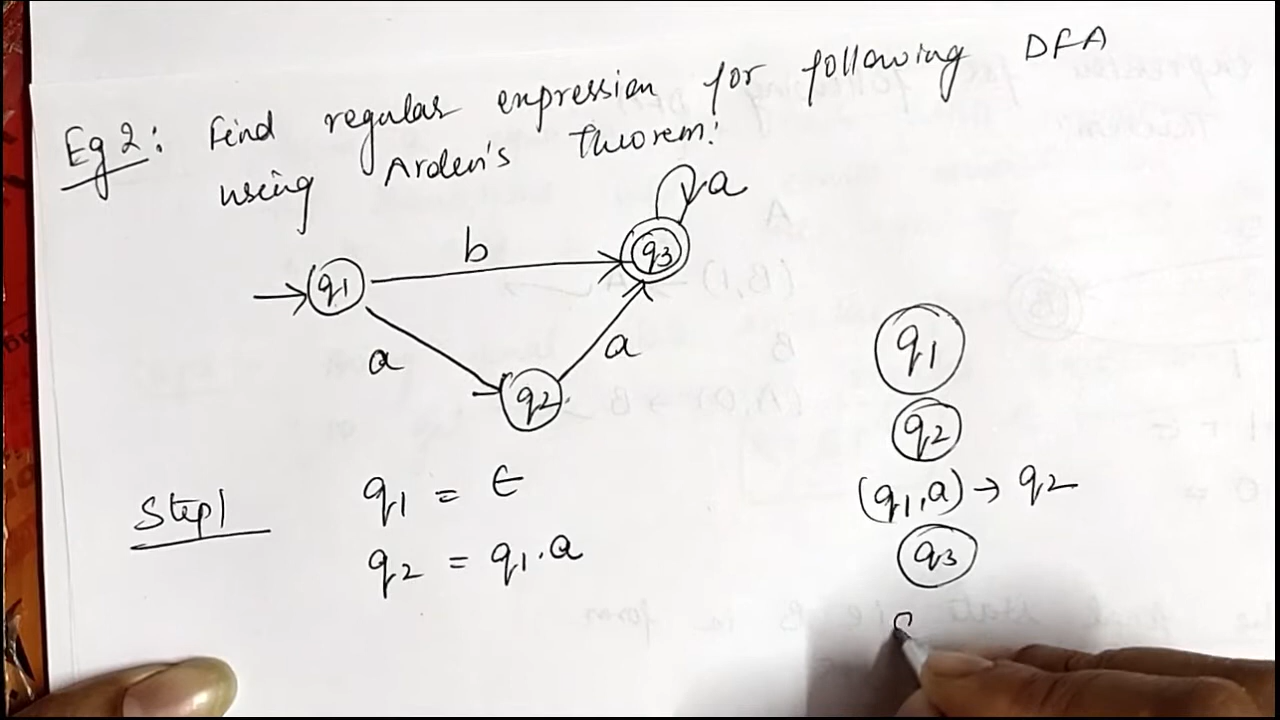 Eg 2: Find regular expression for following DFA
using Arden's theorem:
a
b
q3
q1
a
a
q2
q1
q2
Step 1
q1 = ε
(q1, a) → q2
q2 = q1.a
q3